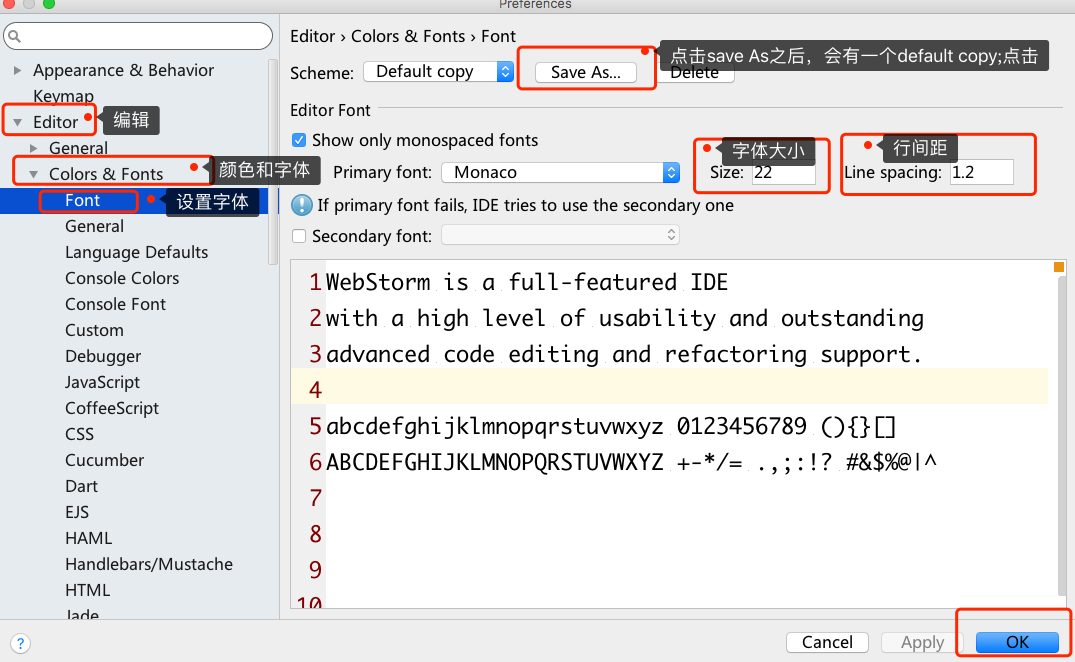 Preferences
Editor › Colors & Fonts › Font
点击save As之后，会有一个default copy;点击
Scheme: Default copy Save As... Delete
Appearance & Behavior
Keymap
Editor
编辑
General
Colors & Fonts
颜色和字体
Font
设置字体
General
Language Defaults
Console Colors
Console Font
Custom
Debugger
JavaScript
CoffeeScript
CSS
Cucumber
Dart
EJS
HAML
Handlebars/Mustache
HTML
Jade
Editor Font
Show only monospaced fonts
字体大小
行间距
Primary font: Monaco Size: 22 Line spacing: 1.2
If primary font fails, IDE tries to use the secondary one
Secondary font:
1 WebStorm is a full-featured IDE
2 with a high level of usability and outstanding
3 advanced code editing and refactoring support.
4
5 abcdefghijklmnopqrstuvwxyz 0123456789 (){}[]
6 ABCDEFGHIJKLMNOPQRSTUVWXYZ +-*/= .,;:!? #&$%@|^
7
8
9
10
? Cancel Apply OK